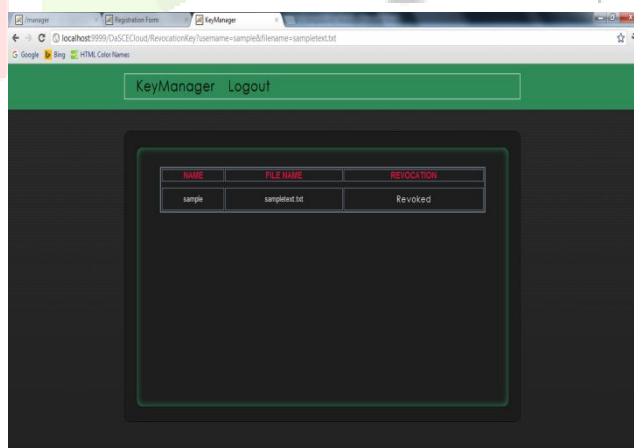 /manager
Registration Form
KeyManager
localhost:9999/DaSCECloud/RevocationKey?username=sample&filename=sampletext.txt
Google Bing HTML Color Names
KeyManager Logout
NAME FILE NAME REVOCATION
sample sampletext.txt Revoked